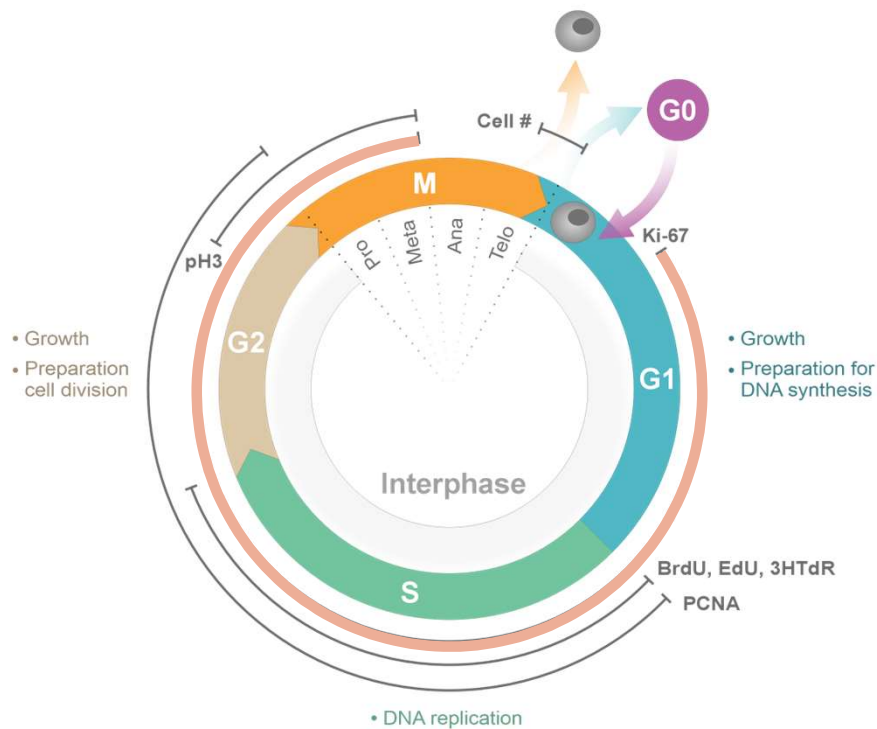 Cell #
G0
M
pH3
Pro
Meta
Ana
Telo
Ki-67
G2
• Growth
• Preparation
cell division
G1
• Growth
• Preparation for
DNA synthesis
Interphase
S
BrdU, EdU, 3HTdR
PCNA
• DNA replication